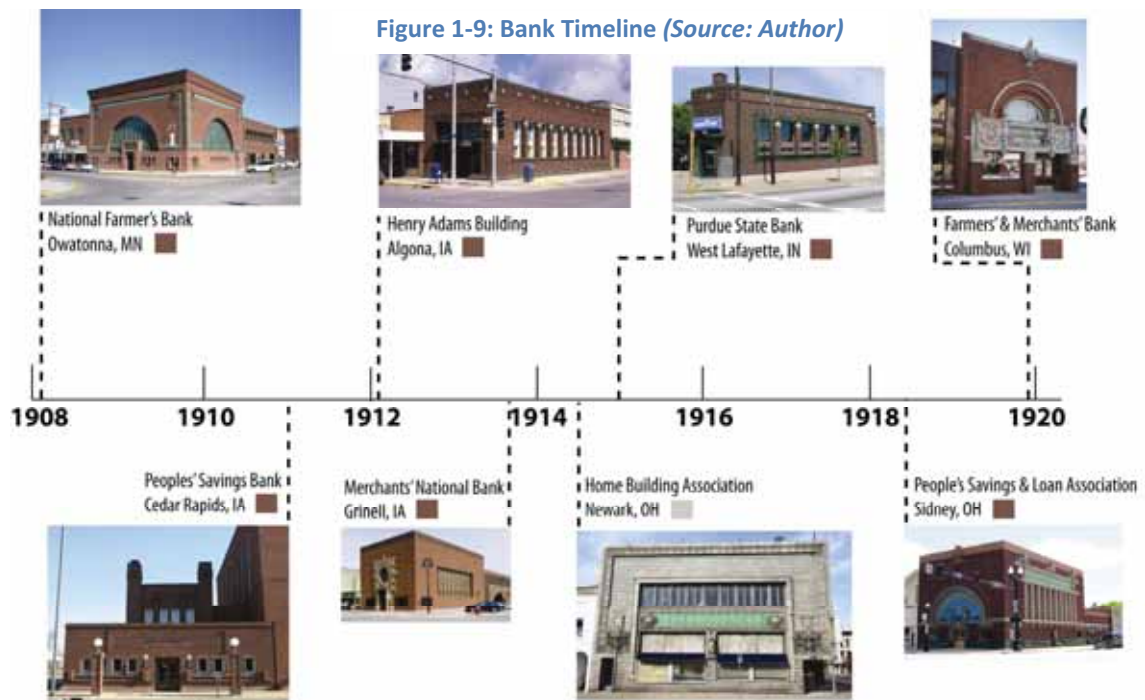 Figure 1-9: Bank Timeline (Source: Author)
National Farmer's Bank
Owatonna, MN
Henry Adams Building
Algona, IA
Purdue State Bank
West Lafayette, IN
Farmers' & Merchants' Bank
Columbus, WI
1908
1910
1912
1914
1916
1918
1920
Peoples' Savings Bank
Cedar Rapids, IA
Merchants' National Bank
Grinell, IA
Home Building Association
Newark, OH
People's Savings & Loan Association
Sidney, OH